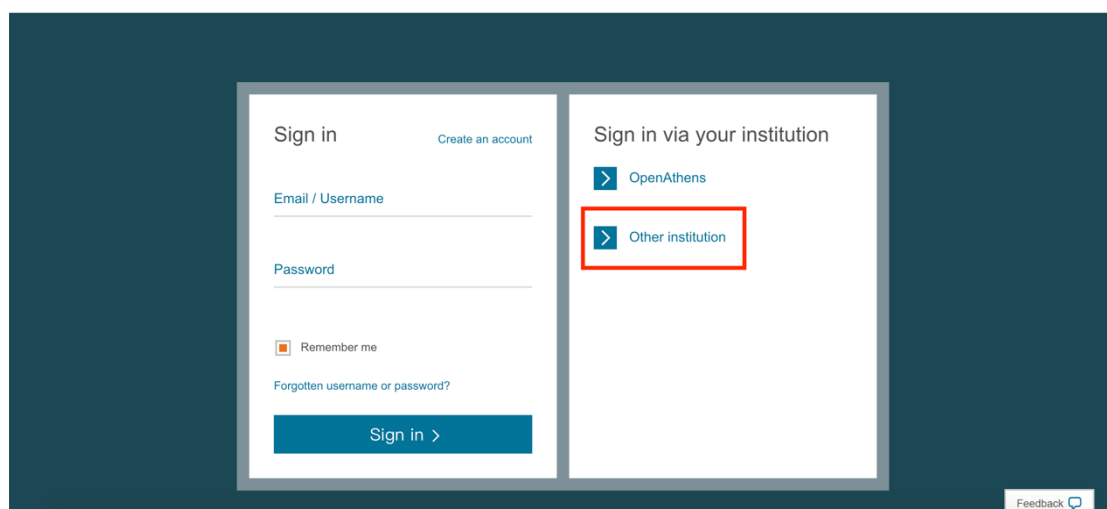 Sign in
Create an account
Email / Username
Password
Remember me
Forgotten username or password?
Sign in
Sign in via your institution
OpenAthens
Other institution
Feedback